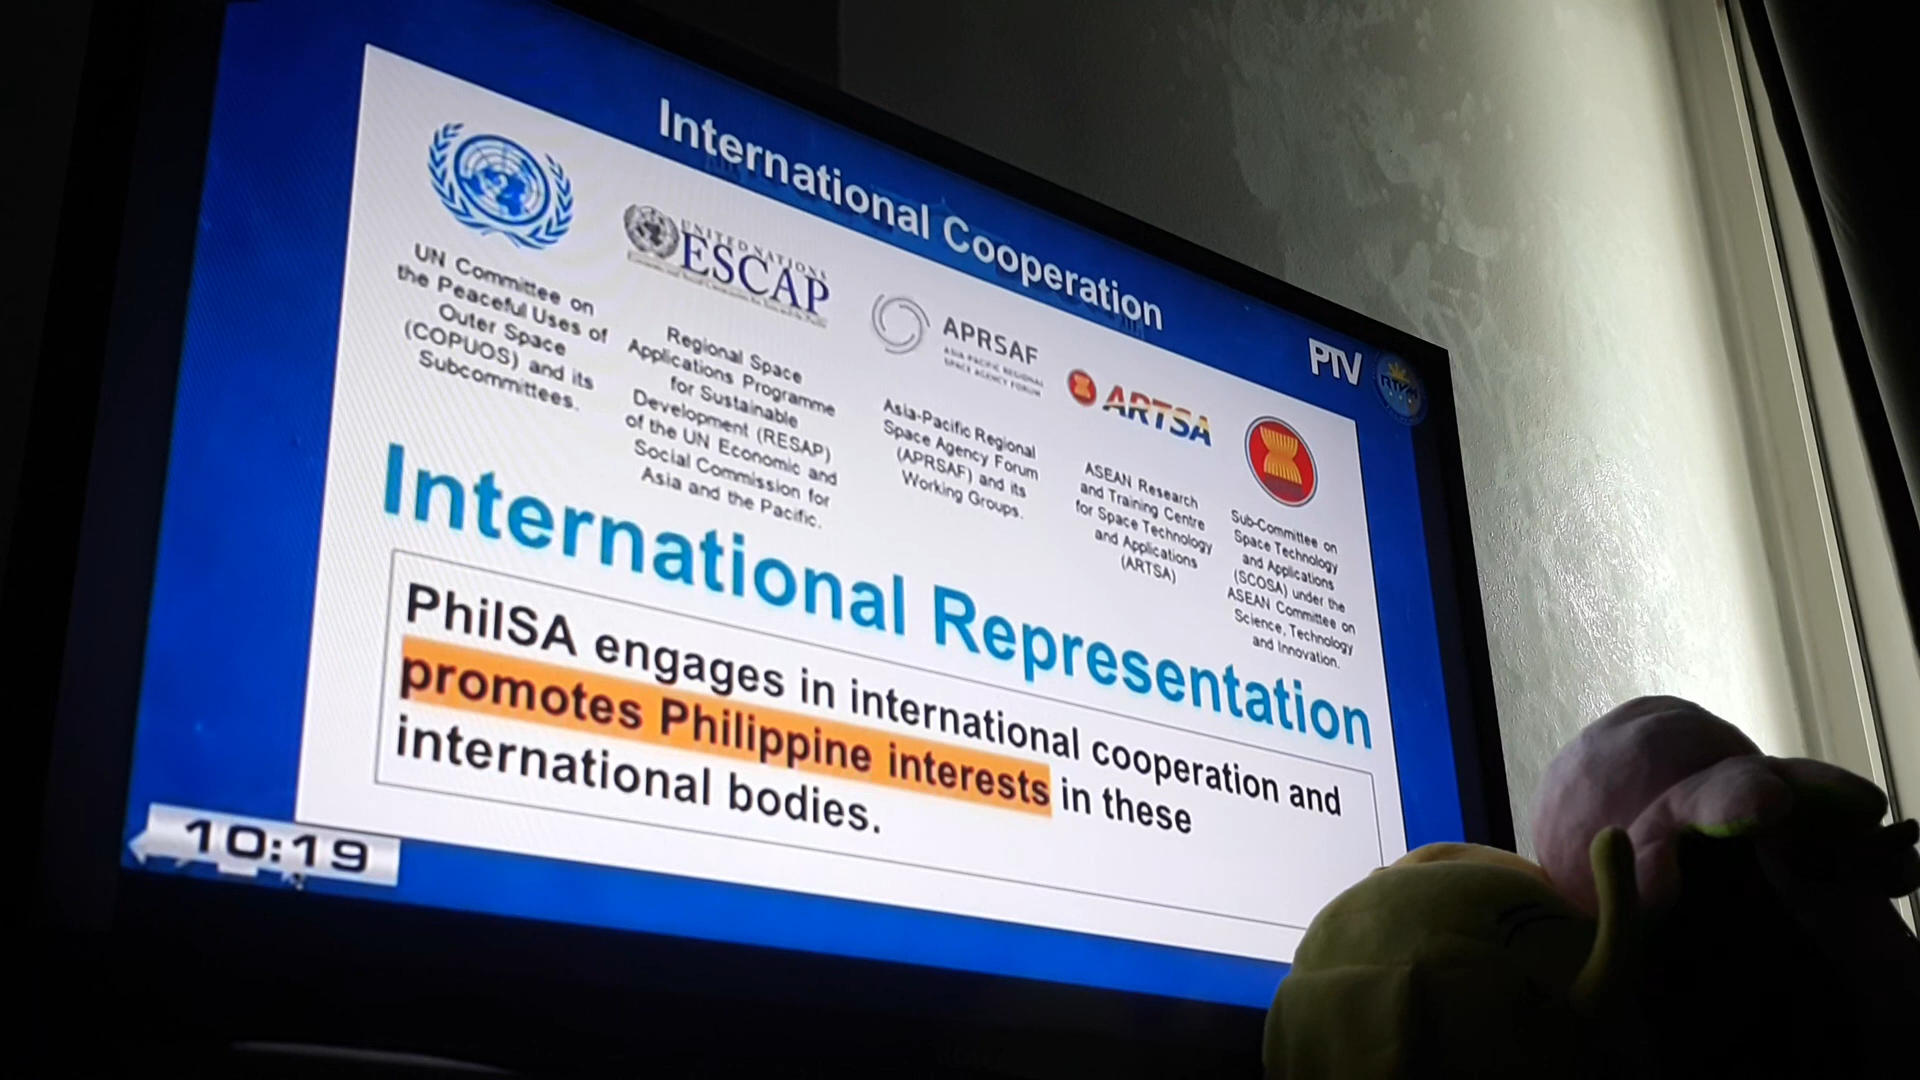 International Cooperation
PTV
RTVM
UN Committee on
the Peaceful Uses of
Outer Space
(COPUOS) and its
Subcommittees.
UNITED NATIONS
ESCAP
Regional Space
Applications Programme
for Sustainable
Development (RESAP)
of the UN Economic and
Social Commission for
Asia and the Pacific.
APRSAF
ASIA PACIFIC REGIONAL
SPACE AGENCY FORUM
Asia-Pacific Regional
Space Agency Forum
(APRSAF) and its
Working Groups.
ARTSA
ASEAN Research
and Training Centre
for Space Technology
and Applications
(ARTSA)
Sub-Committee on
Space Technology
and Applications
(SCOSA) under the
ASEAN Committee on
Science, Technology
and Innovation.
International Representation
PhilSA engages in international cooperation and
promotes Philippine interests in these
international bodies.
10:19